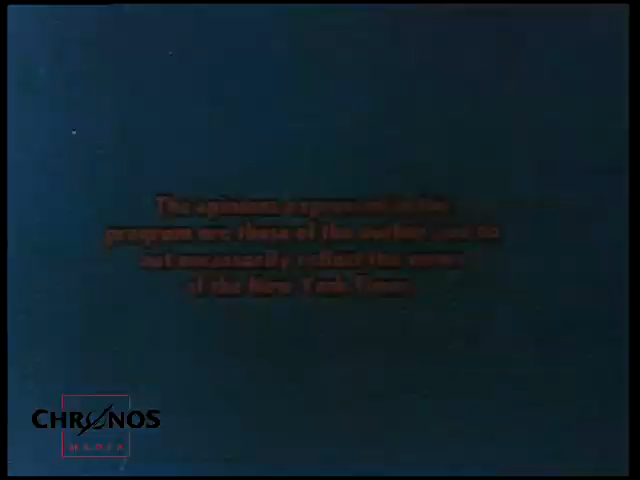 The opinions expressed in this
program are those of the author and do
not necessarily reflect the views
of the New York Times.
CHRONOS
MEDIA